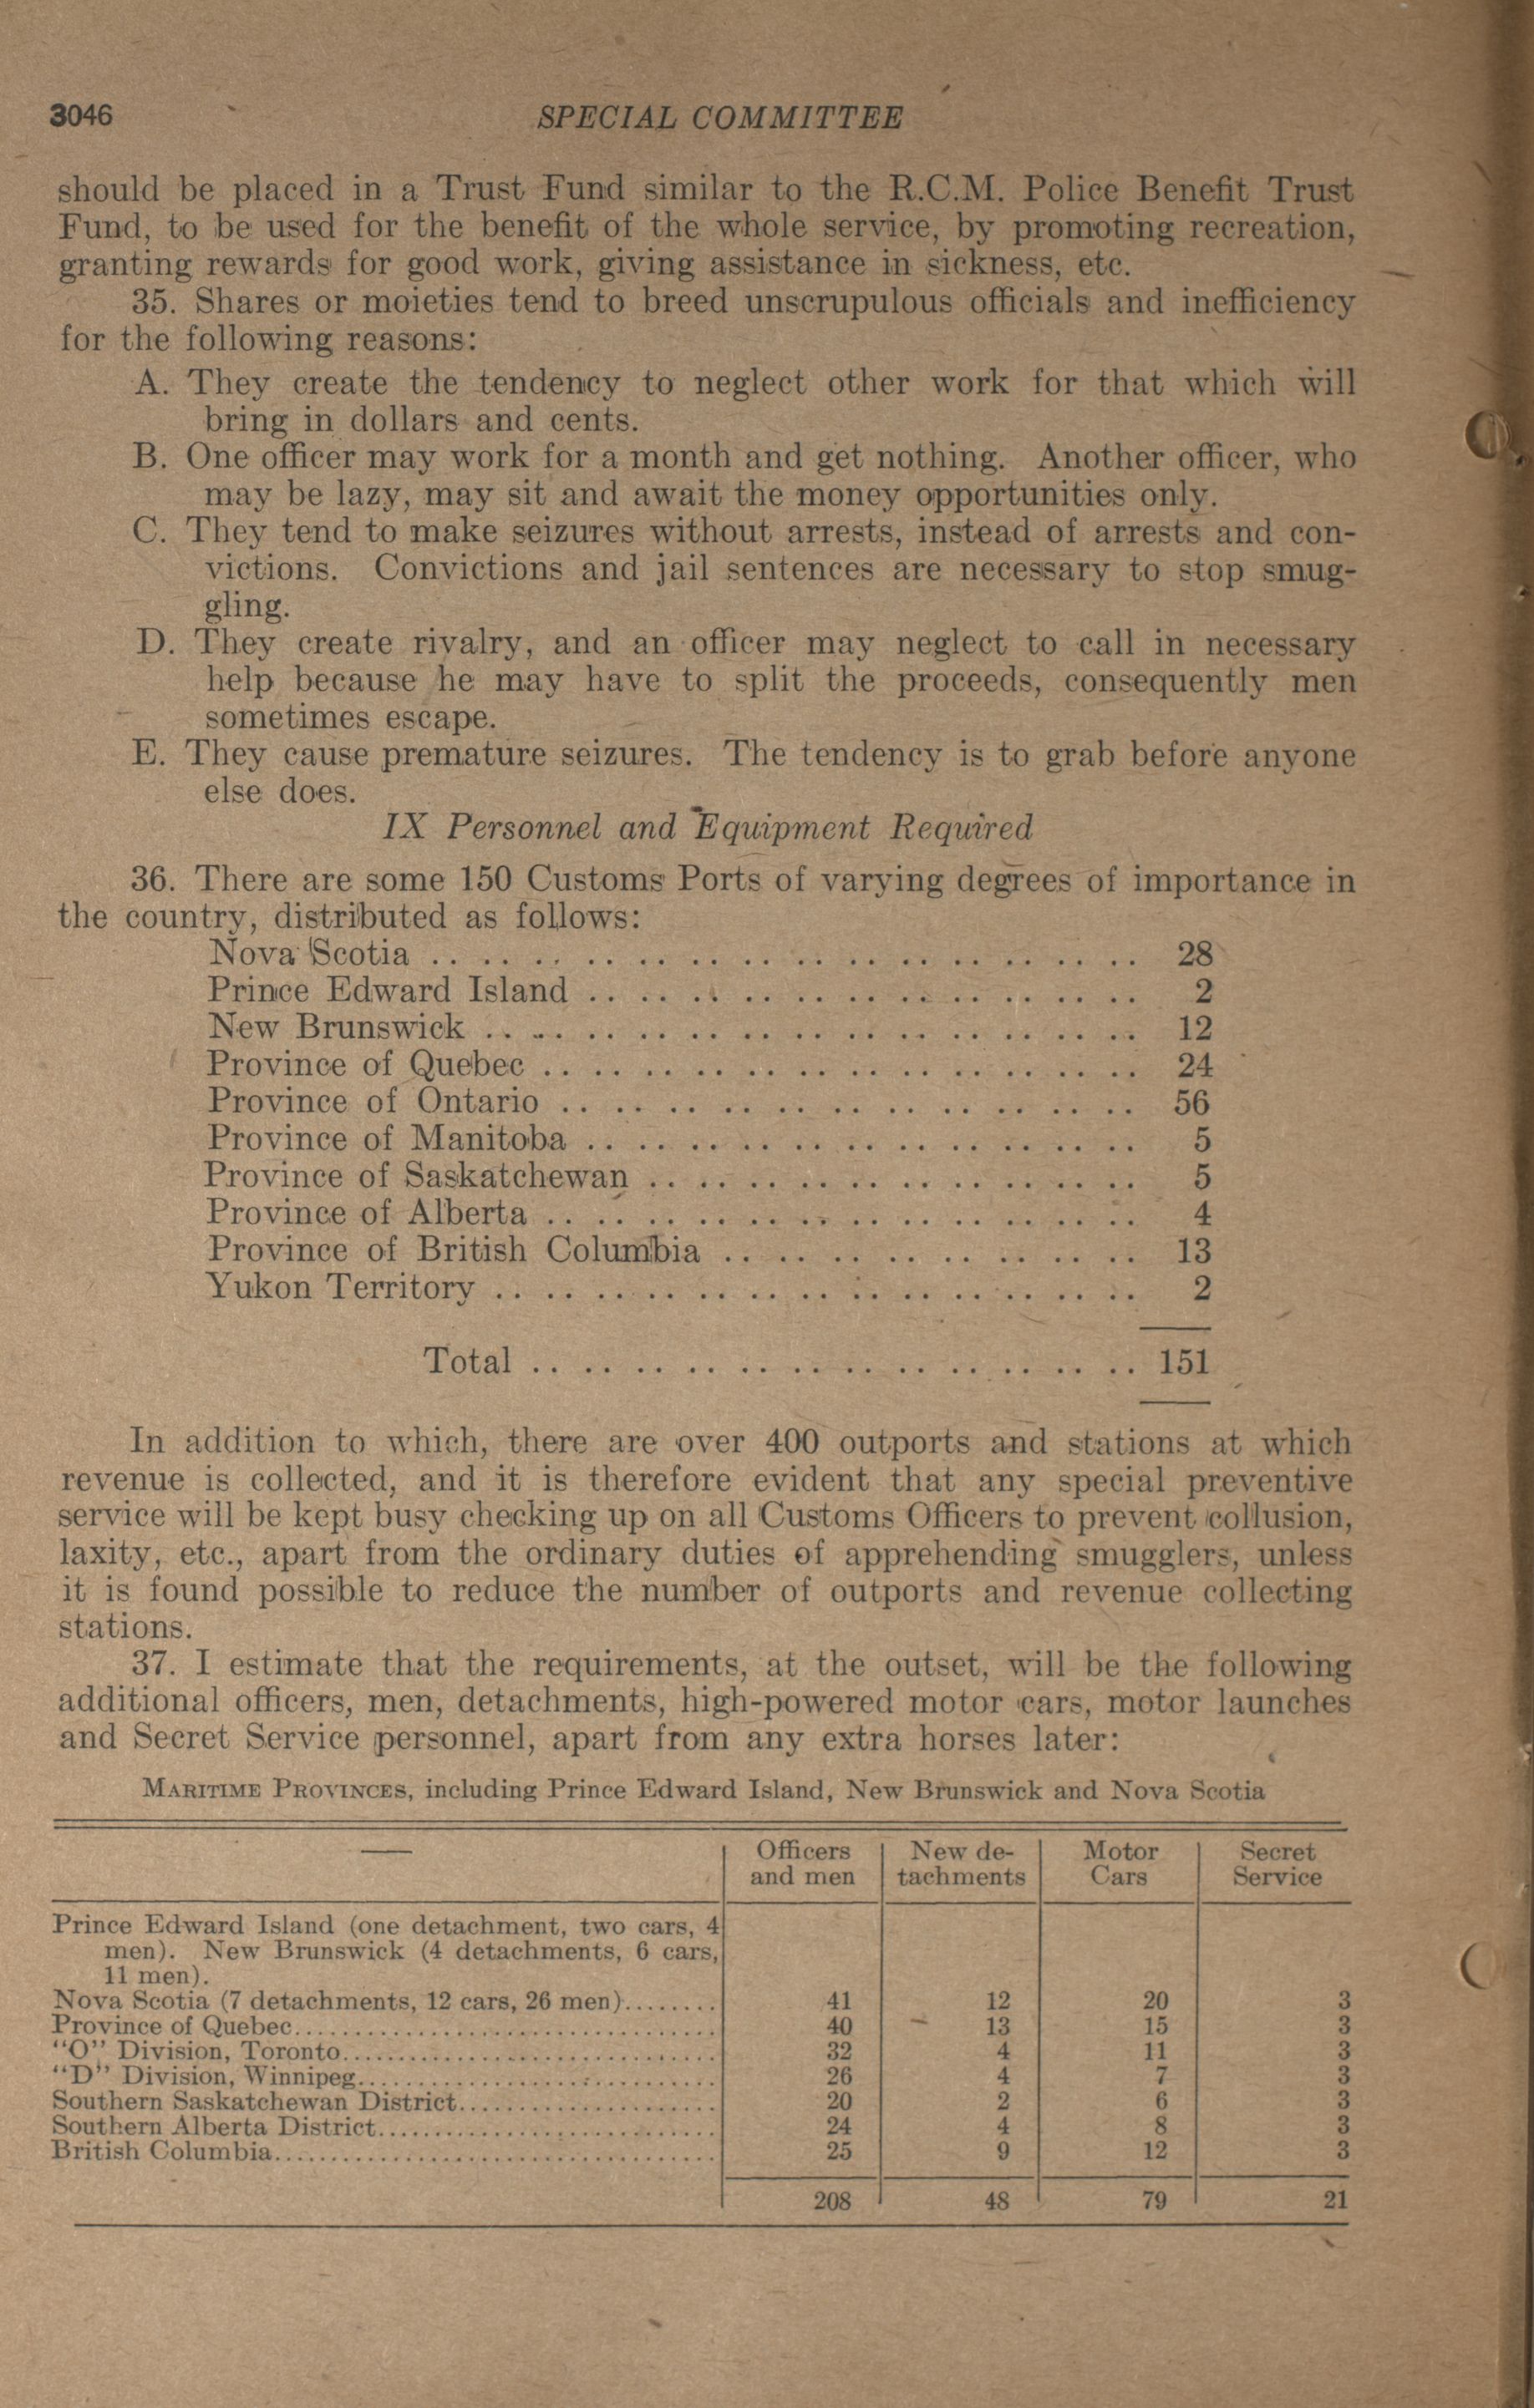 3046 SPECIAL COMMITTEE
should be placed in a Trust Fund similar to the R.C.M. Police Benefit Trust
Fund, to be used for the benefit of the whole service, by promoting recreation,
granting rewards for good work, giving assistance in sickness, etc.
35. Shares or moieties tend to breed unscrupulous officials and inefficiency
for the following reasons:
A. They create the tendency to neglect other work for that which will
bring in dollars and cents.
B. One officer may work for a month and get nothing. Another officer, who
may be lazy, may sit and await the money opportunities only.
C. They tend to make seizures without arrests, instead of arrests and con-
victions. Convictions and jail sentences are necessary to stop smug-
gling.
D. They create rivalry, and an officer may neglect to call in necessary
help because he may have to split the proceeds, consequently men
sometimes escape.
E. They cause premature seizures. The tendency is to grab before anyone
else does.
IX Personnel and Equipment Required
36. There are some 150 Customs Ports of varying degrees of importance in
the country, distributed as follows:
Nova Scotia .. .. .. .. .. .. .. .. .. .. .. .. .. .. 28
Prince Edward Island .. .. .. .. .. .. .. .. .. .. .. 2
New Brunswick .. .. .. .. .. .. .. .. .. .. .. .. .. 12
Province of Quebec .. .. .. .. .. .. .. .. .. .. .. .. 24
Province of Ontario .. .. .. .. .. .. .. .. .. .. .. 56
Province of Manitoba .. .. .. .. .. .. .. .. .. .. .. 5
Province of Saskatchewan .. .. .. .. .. .. .. .. .. .. 5
Province of Alberta .. .. .. .. .. .. .. .. .. .. .. .. 4
Province of British Columbia .. .. .. .. .. .. .. .. 13
Yukon Territory .. .. .. .. .. .. .. .. .. .. .. .. .. 2
Total .. .. .. .. .. .. .. .. .. .. .. .. 151
In addition to which, there are over 400 outports and stations at which
revenue is collected, and it is therefore evident that any special preventive
service will be kept busy checking up on all Customs Officers to prevent collusion,
laxity, etc., apart from the ordinary duties of apprehending smugglers, unless
it is found possible to reduce the number of outports and revenue collecting
stations.
37. I estimate that the requirements, at the outset, will be the following
additional officers, men, detachments, high-powered motor cars, motor launches
and Secret Service personnel, apart from any extra horses later:
MARITIME PROVINCES, including Prince Edward Island, New Brunswick and Nova Scotia
— Officers New de- Motor Secret
and men tachments Cars Service
Prince Edward Island (one detachment, two cars, 4
men). New Brunswick (4 detachments, 6 cars,
11 men).
Nova Scotia (7 detachments, 12 cars, 26 men)........ 41 12 20 3
Province of Quebec.................................... 40 13 15 3
"O" Division, Toronto................................ 32 4 11 3
"D" Division, Winnipeg.............................. 26 4 7 3
Southern Saskatchewan District...................... 20 2 6 3
Southern Alberta District............................. 24 4 8 3
British Columbia...................................... 25 9 12 3
208 48 79 21